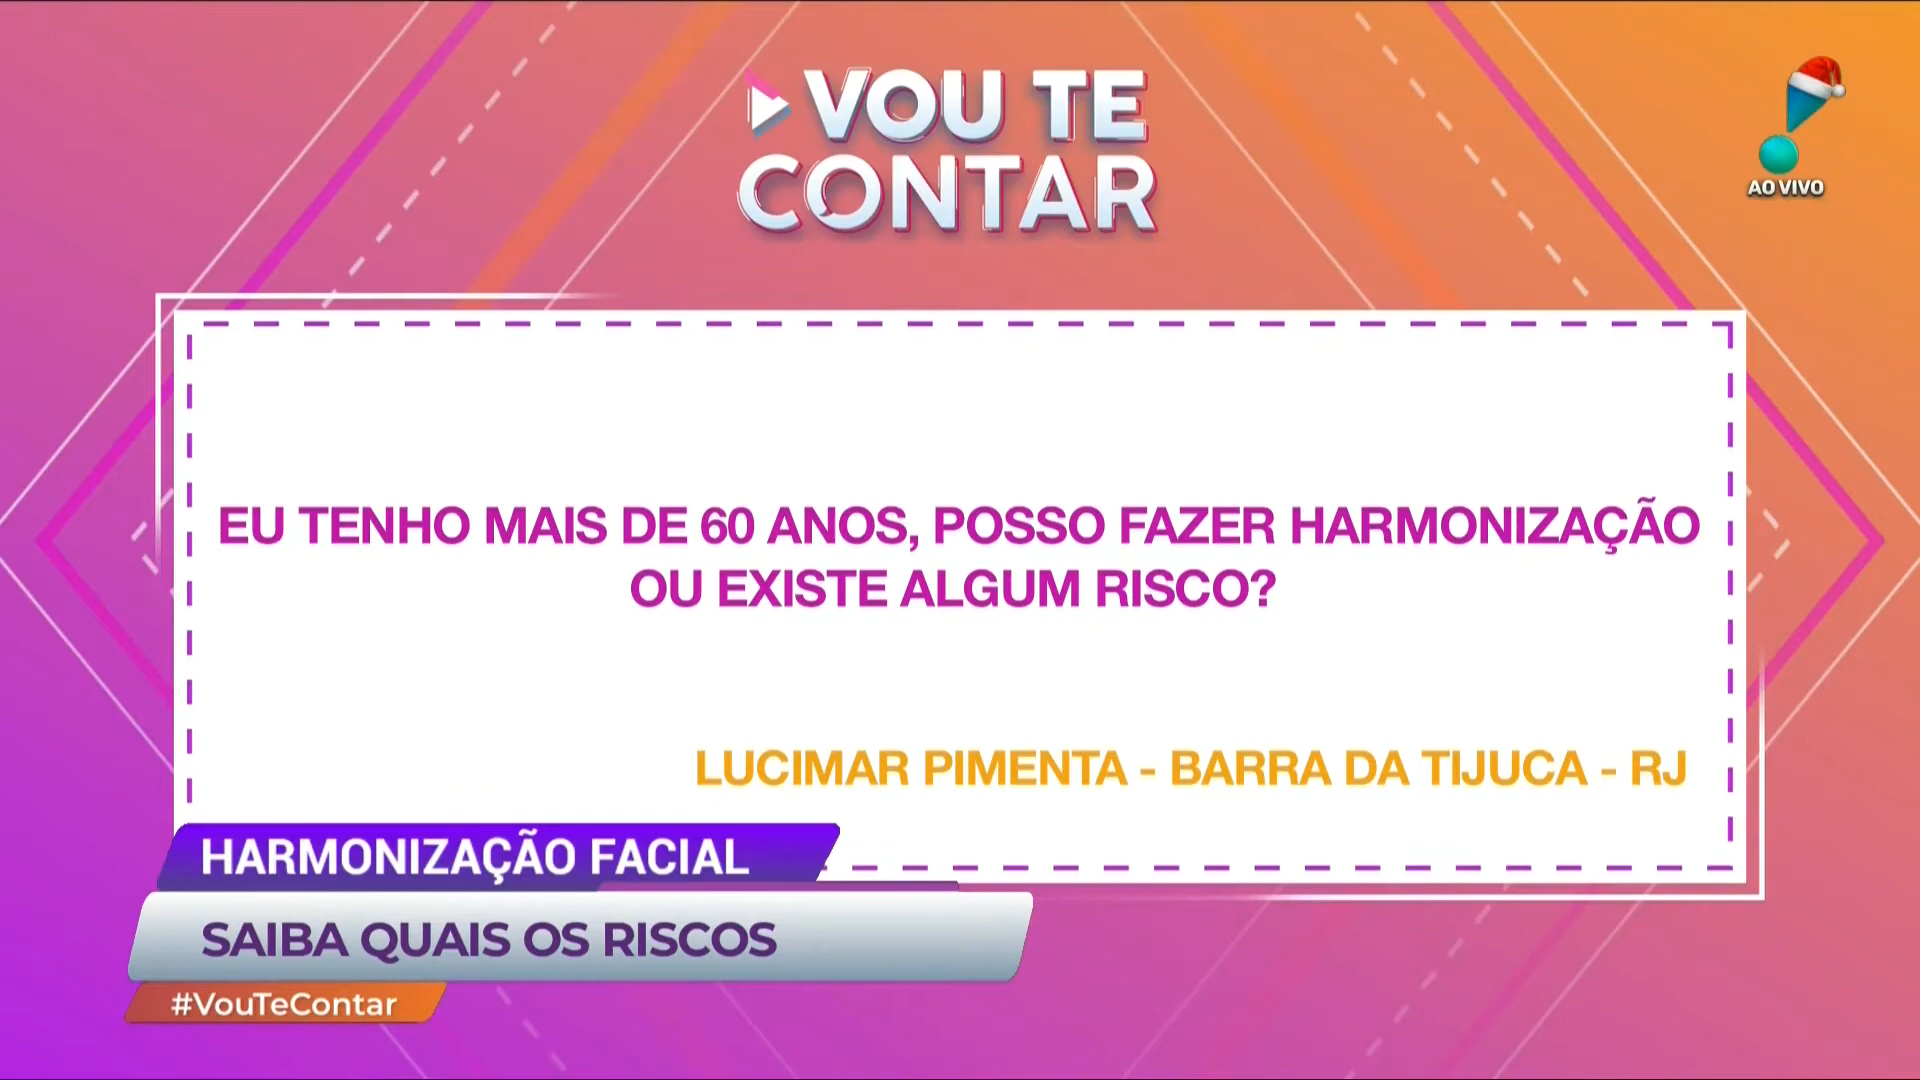 VOU TE
CONTAR
AO VIVO
EU TENHO MAIS DE 60 ANOS, POSSO FAZER HARMONIZAÇÃO
OU EXISTE ALGUM RISCO?
LUCIMAR PIMENTA - BARRA DA TIJUCA - RJ
HARMONIZAÇÃO FACIAL
SAIBA QUAIS OS RISCOS
#VouTeContar